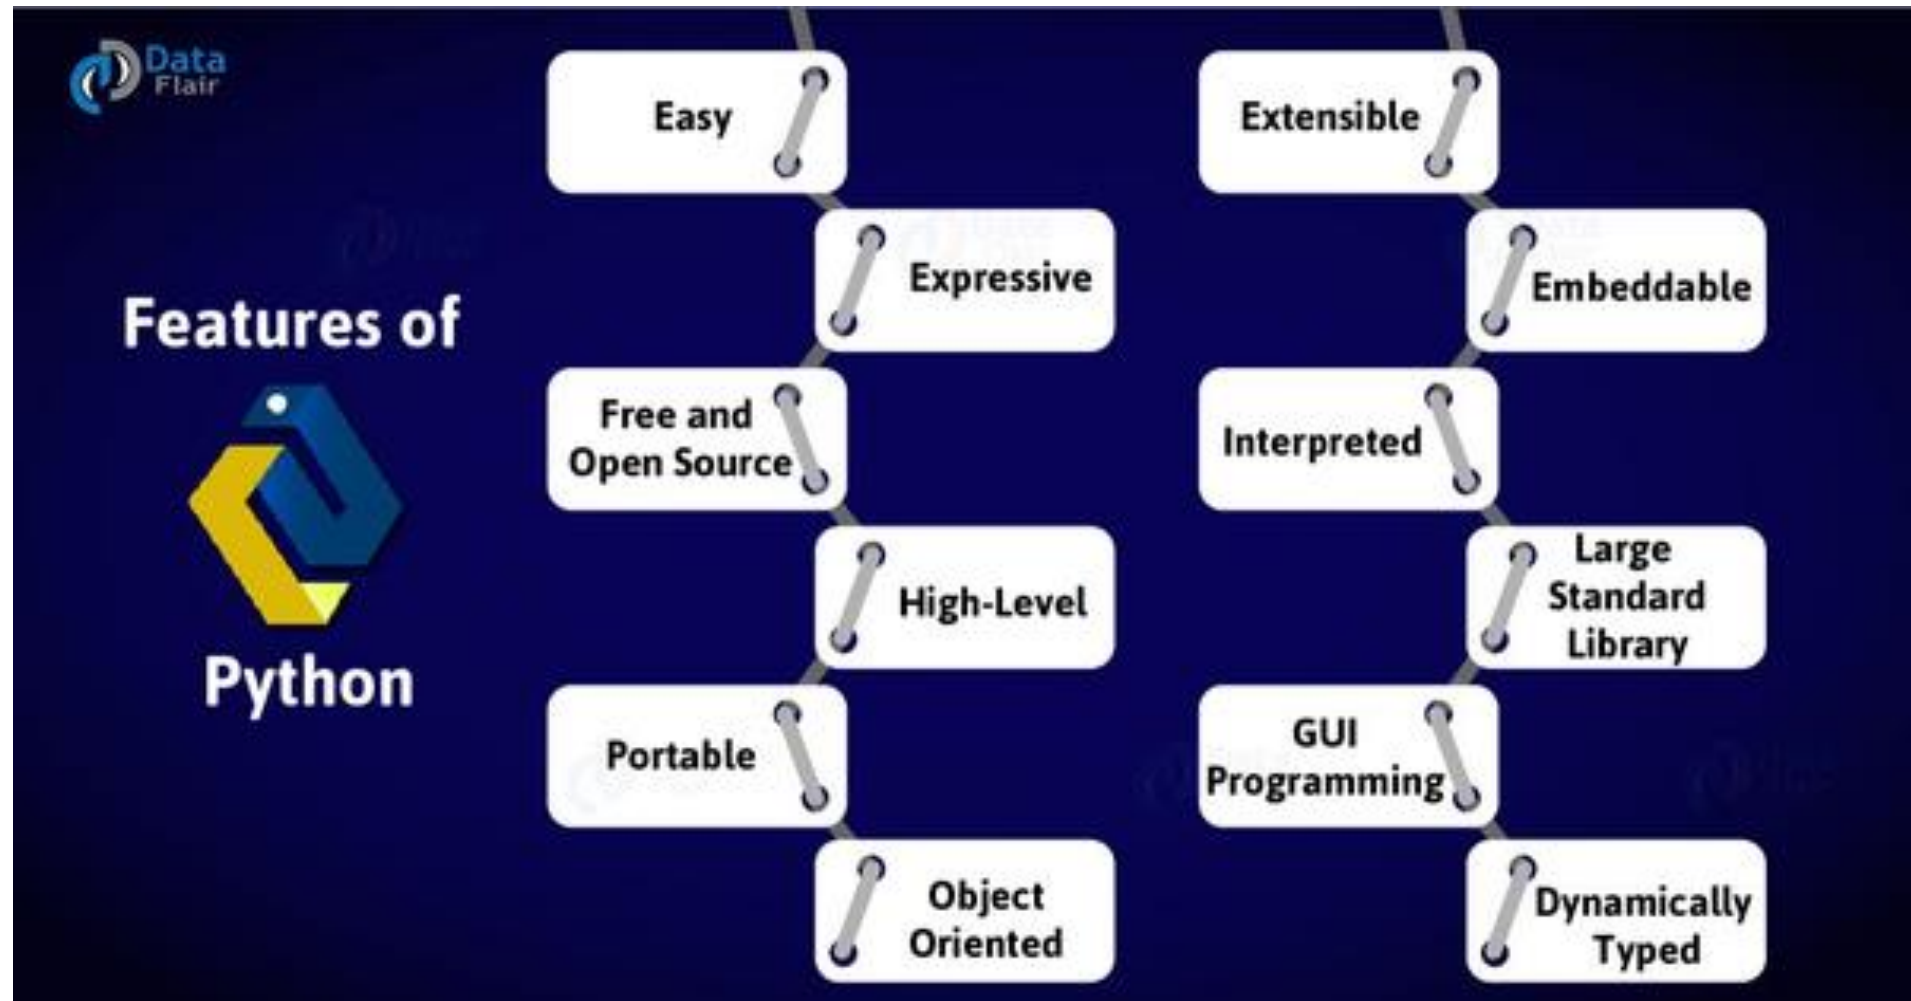 Data
Flair
Features of
Python
Easy
Expressive
Free and
Open Source
High-Level
Portable
Object
Oriented
Extensible
Embeddable
Interpreted
Large
Standard
Library
GUI
Programming
Dynamically
Typed